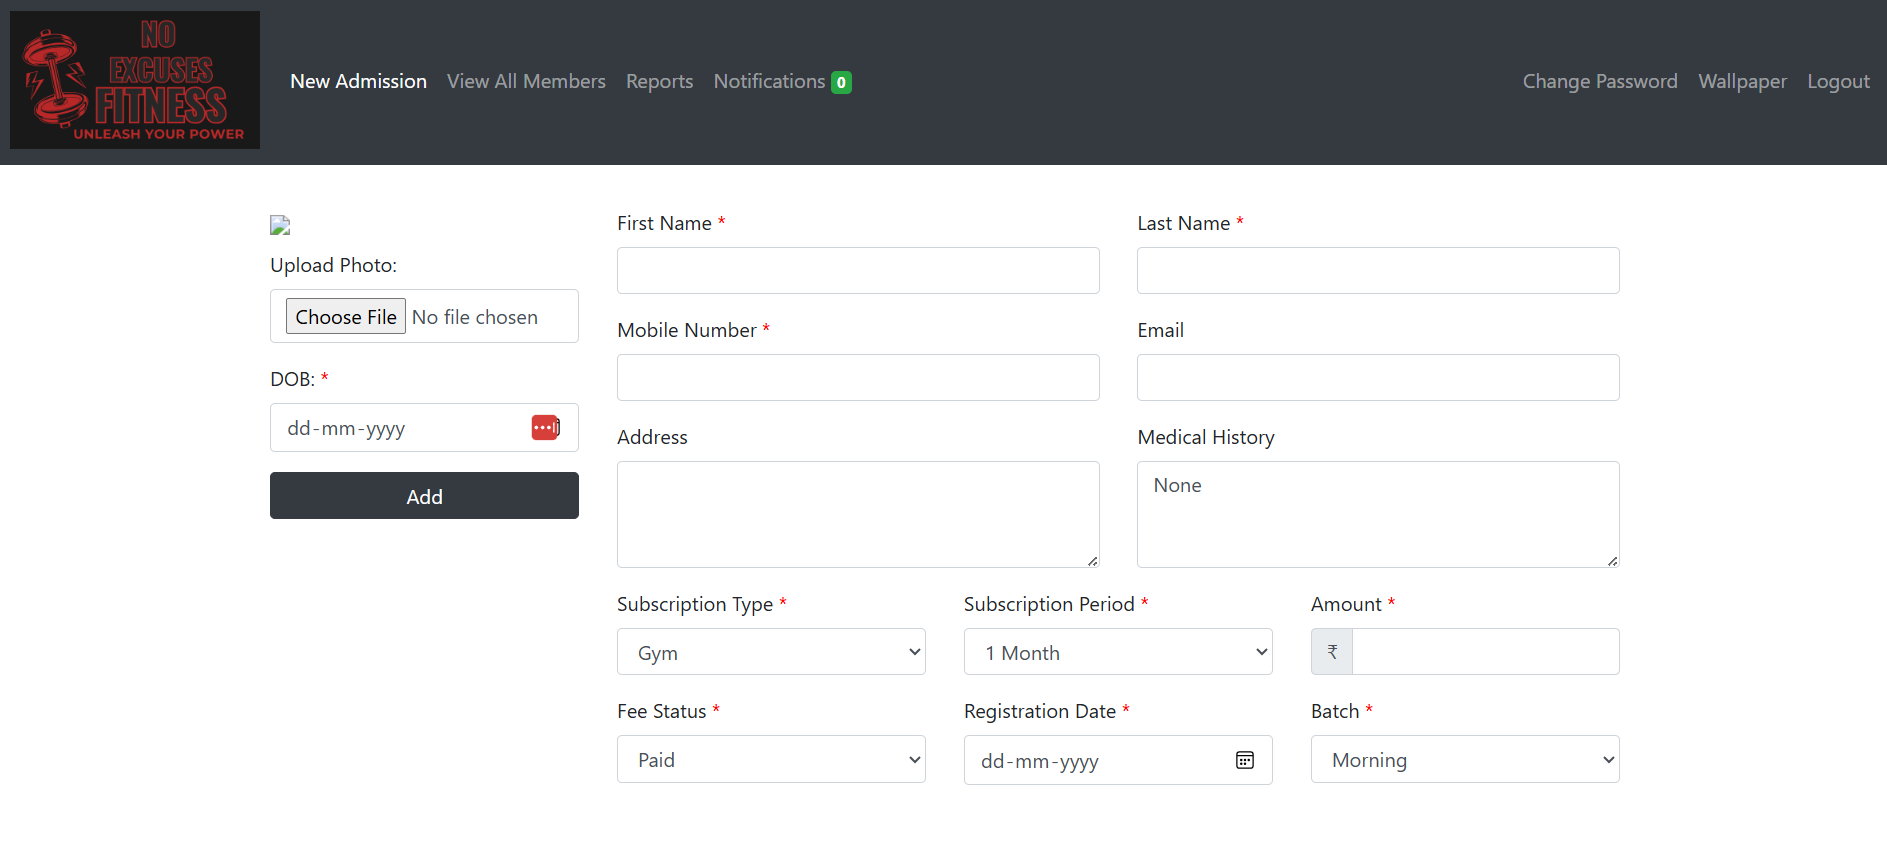 NO
EXCUSES
FITNESS
UNLEASH YOUR POWER
New Admission View All Members Reports Notifications 0 Change Password Wallpaper Logout
Upload Photo:
Choose File No file chosen
DOB: *
dd-mm-yyyy
Add
First Name * Last Name *
Mobile Number * Email
Address Medical History
None
Subscription Type * Subscription Period * Amount *
Gym 1 Month ₹
Fee Status * Registration Date * Batch *
Paid dd-mm-yyyy Morning